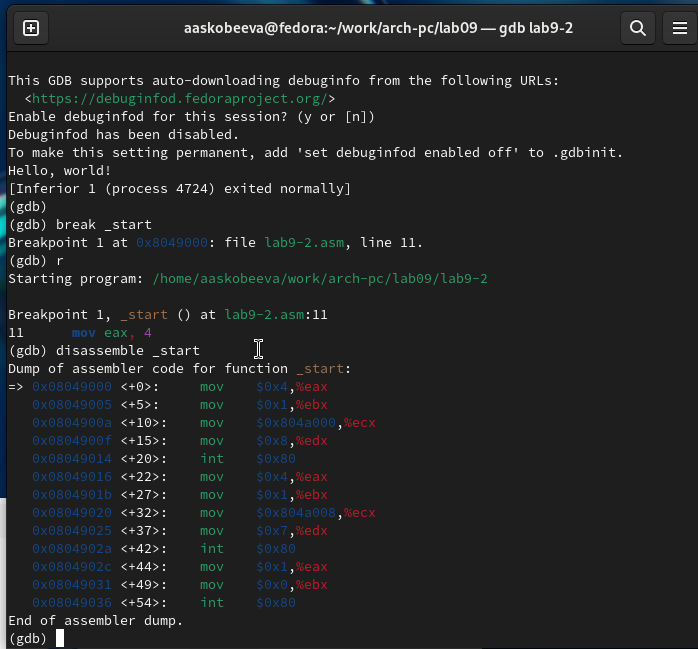 aaskobeeva@fedora:~/work/arch-pc/lab09 — gdb lab9-2
This GDB supports auto-downloading debuginfo from the following URLs:
  <https://debuginfod.fedoraproject.org/>
Enable debuginfod for this session? (y or [n])
Debuginfod has been disabled.
To make this setting permanent, add 'set debuginfod enabled off' to .gdbinit.
Hello, world!
[Inferior 1 (process 4724) exited normally]
(gdb)
(gdb) break _start
Breakpoint 1 at 0x8049000: file lab9-2.asm, line 11.
(gdb) r
Starting program: /home/aaskobeeva/work/arch-pc/lab09/lab9-2
Breakpoint 1, _start () at lab9-2.asm:11
11      mov eax, 4
(gdb) disassemble _start
Dump of assembler code for function _start:
=> 0x08049000 <+0>:    mov    $0x4,%eax
   0x08049005 <+5>:    mov    $0x1,%ebx
   0x0804900a <+10>:    mov    $0x804a000,%ecx
   0x0804900f <+15>:    mov    $0x8,%edx
   0x08049014 <+20>:    int    $0x80
   0x08049016 <+22>:    mov    $0x4,%eax
   0x0804901b <+27>:    mov    $0x1,%ebx
   0x08049020 <+32>:    mov    $0x804a008,%ecx
   0x08049025 <+37>:    mov    $0x7,%edx
   0x0804902a <+42>:    int    $0x80
   0x0804902c <+44>:    mov    $0x1,%eax
   0x08049031 <+49>:    mov    $0x0,%ebx
   0x08049036 <+54>:    int    $0x80
End of assembler dump.
(gdb)